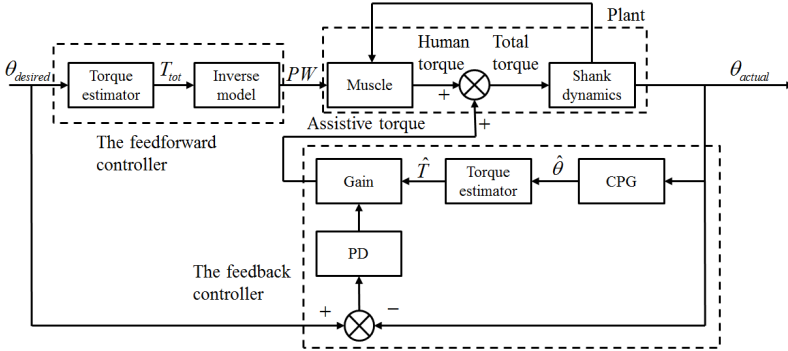 Plant
θdesired
Torque
estimator
Ttot
Inverse
model
PW
Muscle
Human
torque
+
Total
torque
Shank
dynamics
θactual
The feedforward
controller
Assistive torque
+
Gain
T̂
Torque
estimator
θ̂
CPG
PD
The feedback
controller
+
−